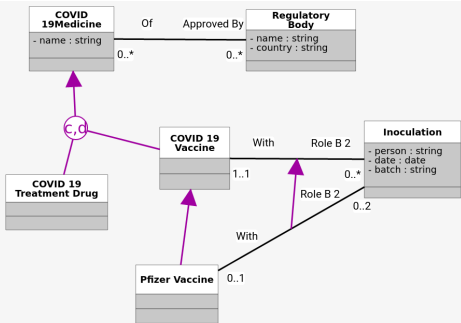 COVID
19Medicine
- name : string
Of
Approved By
0..*
0..*
Regulatory
Body
- name : string
- country : string
c,d
COVID 19
Treatment Drug
COVID 19
Vaccine
With
Role B 2
1..1
0..*
Inoculation
- person : string
- date : date
- batch : string
Role B 2
0..2
With
0..1
Pfizer Vaccine